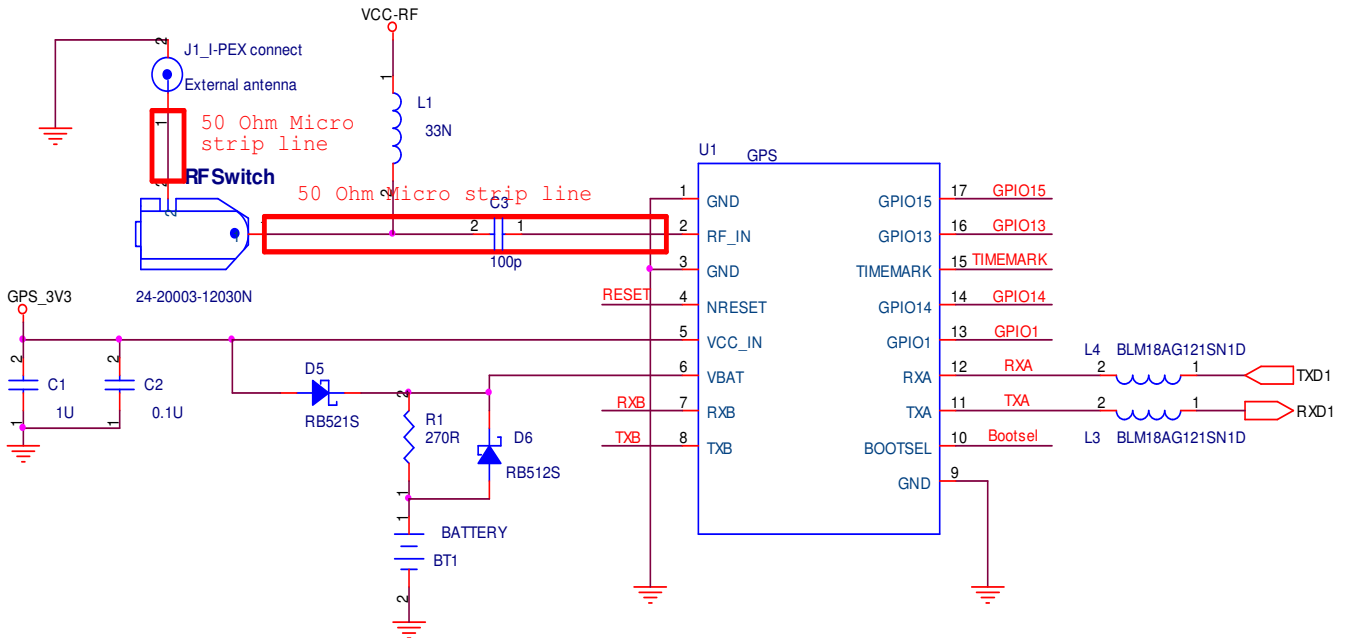 VCC-RF
J1_I-PEX connect
External antenna
2
1
50 Ohm Micro
strip line
2
RFSwitch
2
1
L1
33N
2
50 Ohm Micro strip line
C3
2
1
100p
24-20003-12030N
GPS_3V3
2
C1
1U
1
2
C2
0.1U
1
D5
RB521S
2
R1
270R
1
D6
RB512S
1
BATTERY
BT1
2
U1
GPS
1
GND
2
RF_IN
3
GND
RESET
4
NRESET
5
VCC_IN
6
VBAT
RXB
7
RXB
TXB
8
TXB
GPIO15
17
GPIO15
GPIO13
16
GPIO13
TIMEMARK
15
TIMEMARK
GPIO14
14
GPIO14
GPIO1
13
GPIO1
RXA
12
RXA
TXA
11
TXA
BOOTSEL
10
Bootsel
GND
9
L4
BLM18AG121SN1D
2
1
TXD1
2
1
RXD1
L3
BLM18AG121SN1D